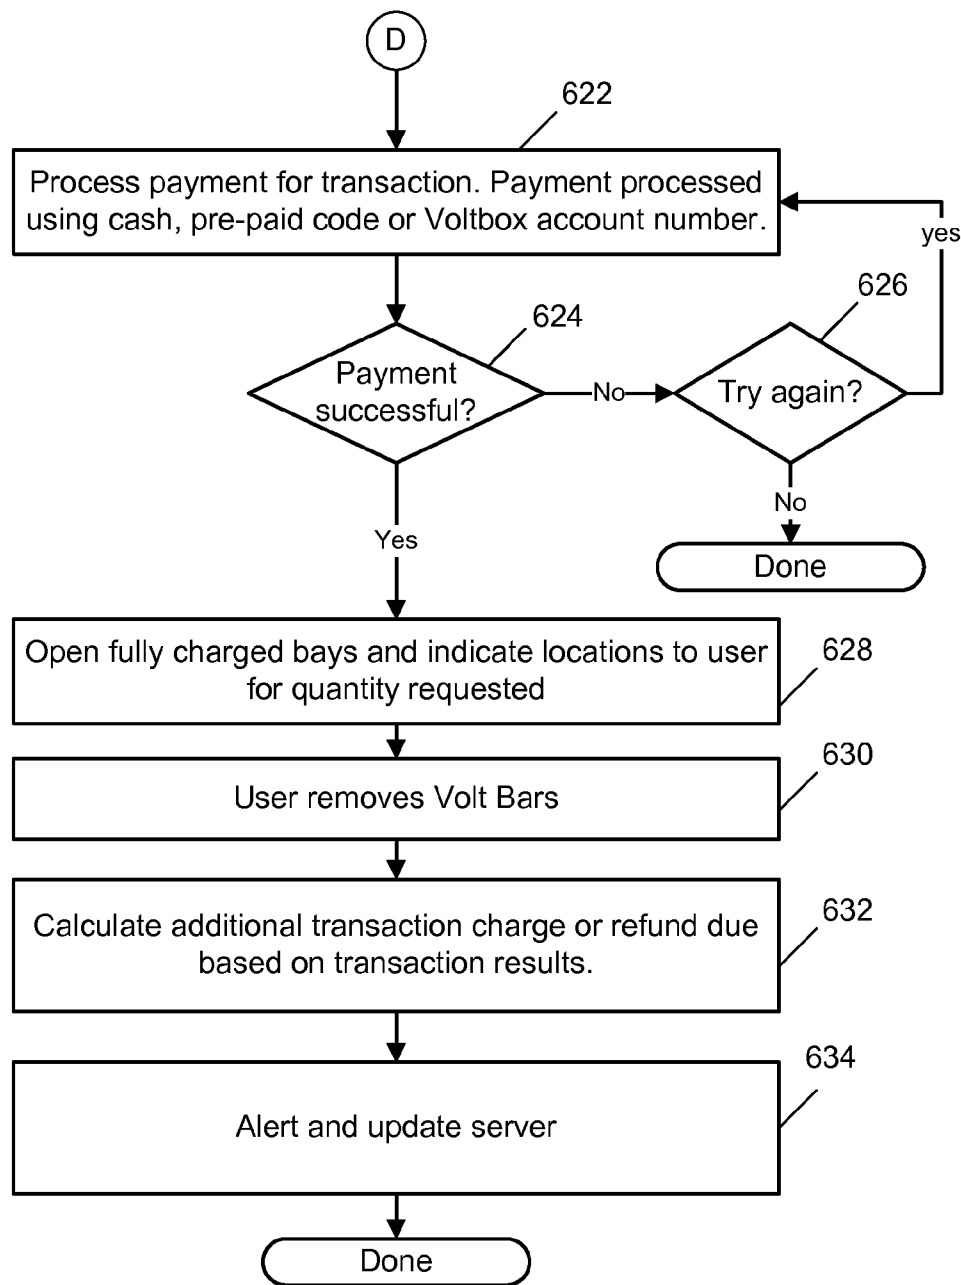 D
622
Process payment for transaction. Payment processed
using cash, pre-paid code or Voltbox account number.
yes
624
626
Payment
successful?
No
Try again?
No
Yes
Done
Open fully charged bays and indicate locations to user
for quantity requested
628
630
User removes Volt Bars
Calculate additional transaction charge or refund due
based on transaction results.
632
634
Alert and update server
Done